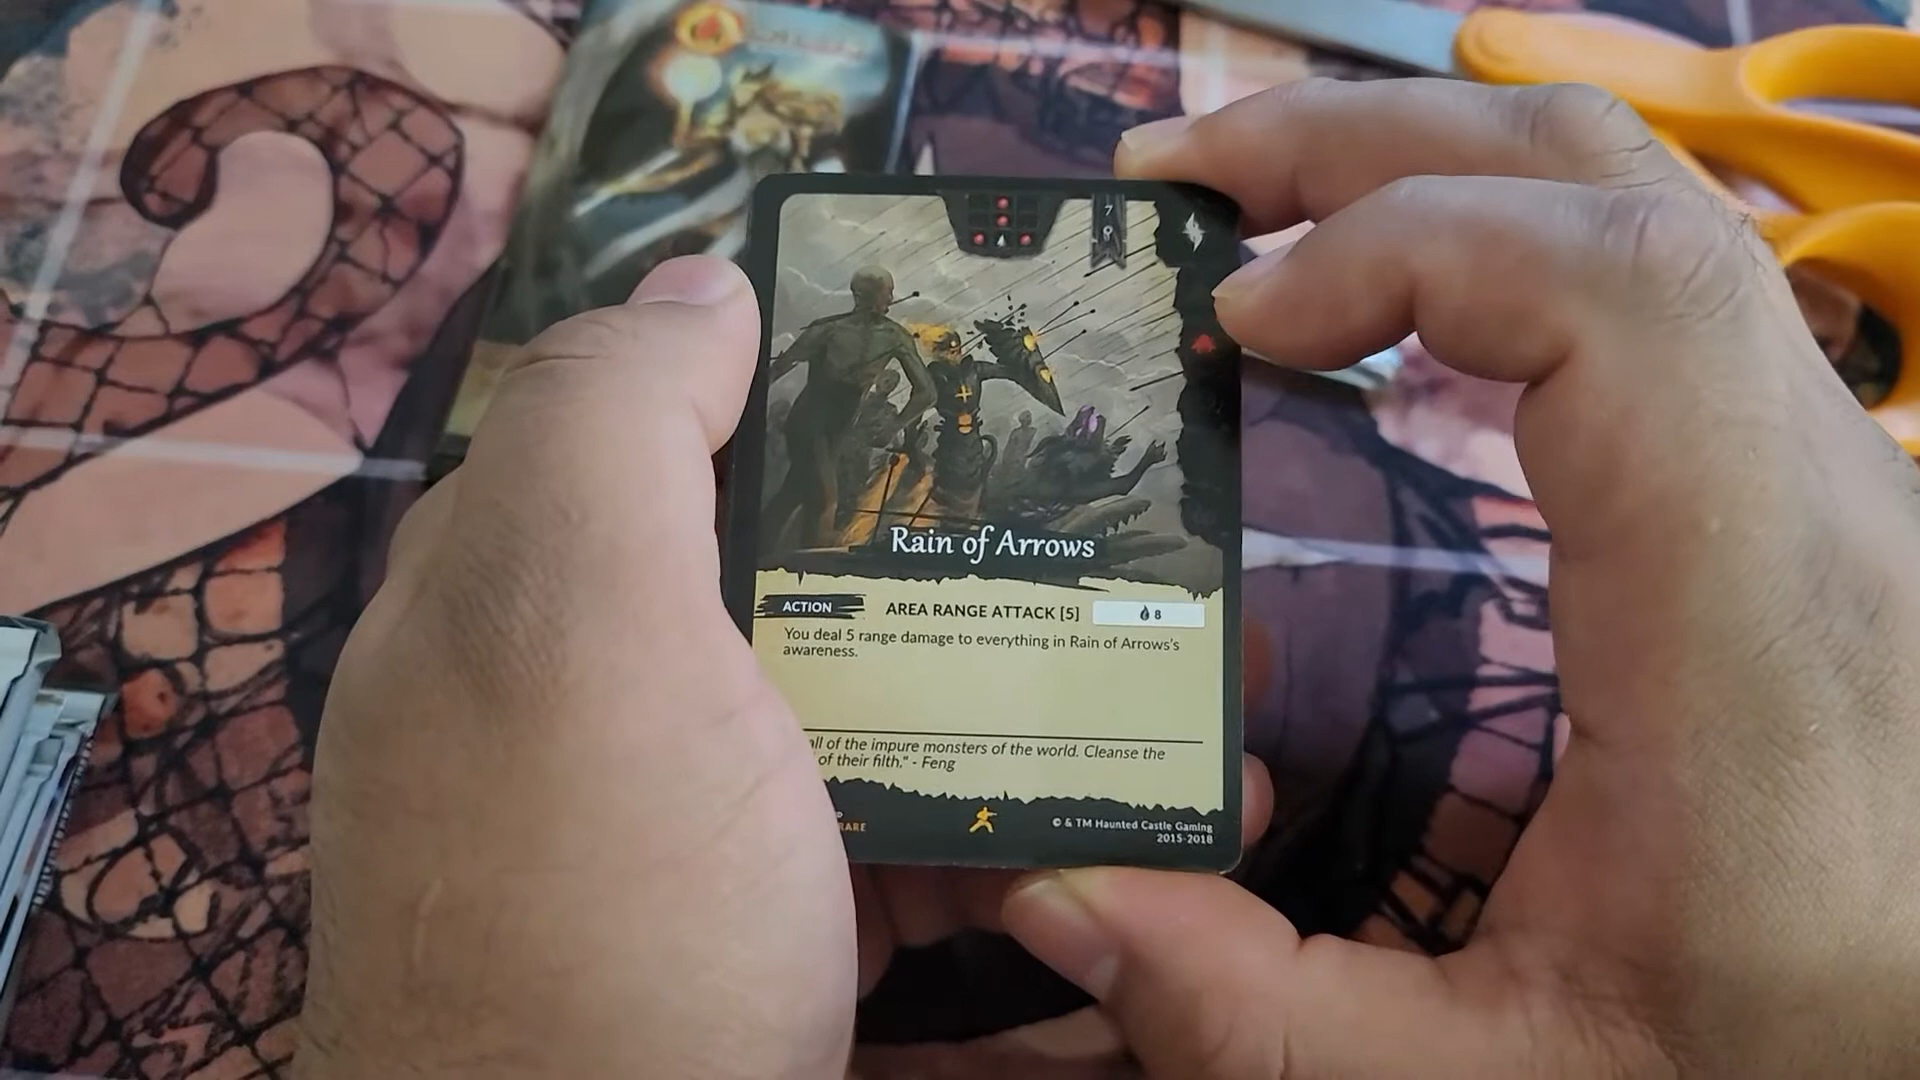 7
Rain of Arrows
ACTION AREA RANGE ATTACK [5] 8
You deal 5 range damage to everything in Rain of Arrows's
awareness.
of the impure monsters of the world. Cleanse the
of their filth." - Feng
© & TM Haunted Castle Gaming
2015-2018